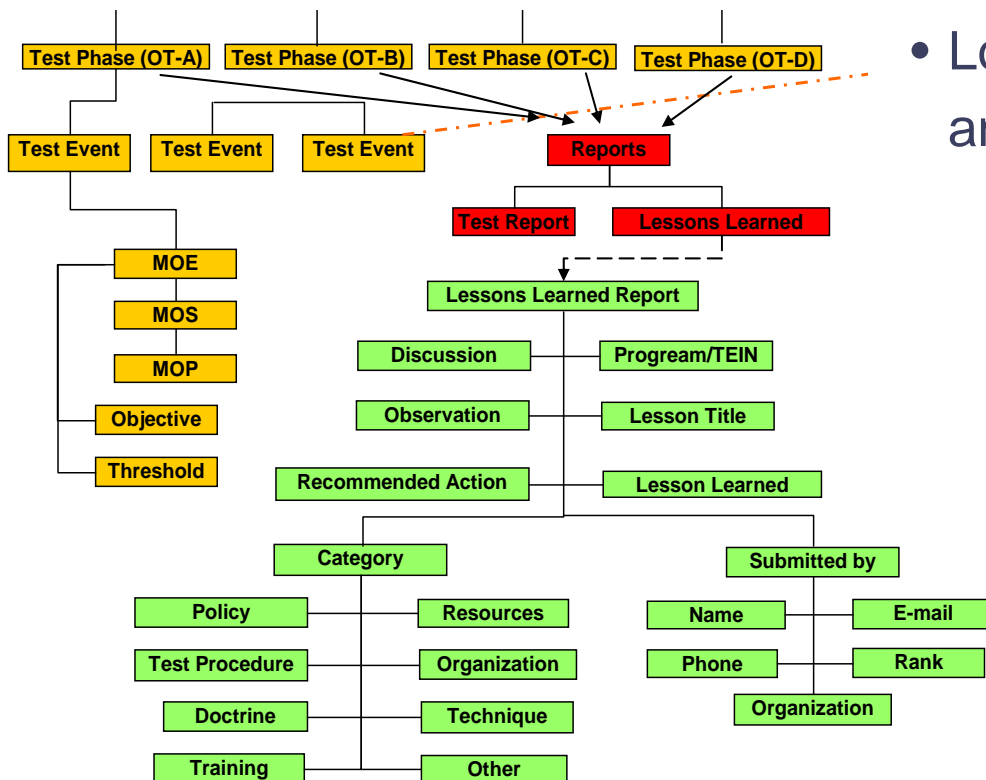 Test Phase (OT-A)
Test Phase (OT-B)
Test Phase (OT-C)
Test Phase (OT-D)
Test Event
Test Event
Test Event
Reports
Test Report
Lessons Learned
MOE
MOS
MOP
Objective
Threshold
Lessons Learned Report
Discussion
Progream/TEIN
Observation
Lesson Title
Recommended Action
Lesson Learned
Category
Submitted by
Policy
Resources
Test Procedure
Organization
Doctrine
Technique
Training
Other
Name
E-mail
Phone
Rank
Organization